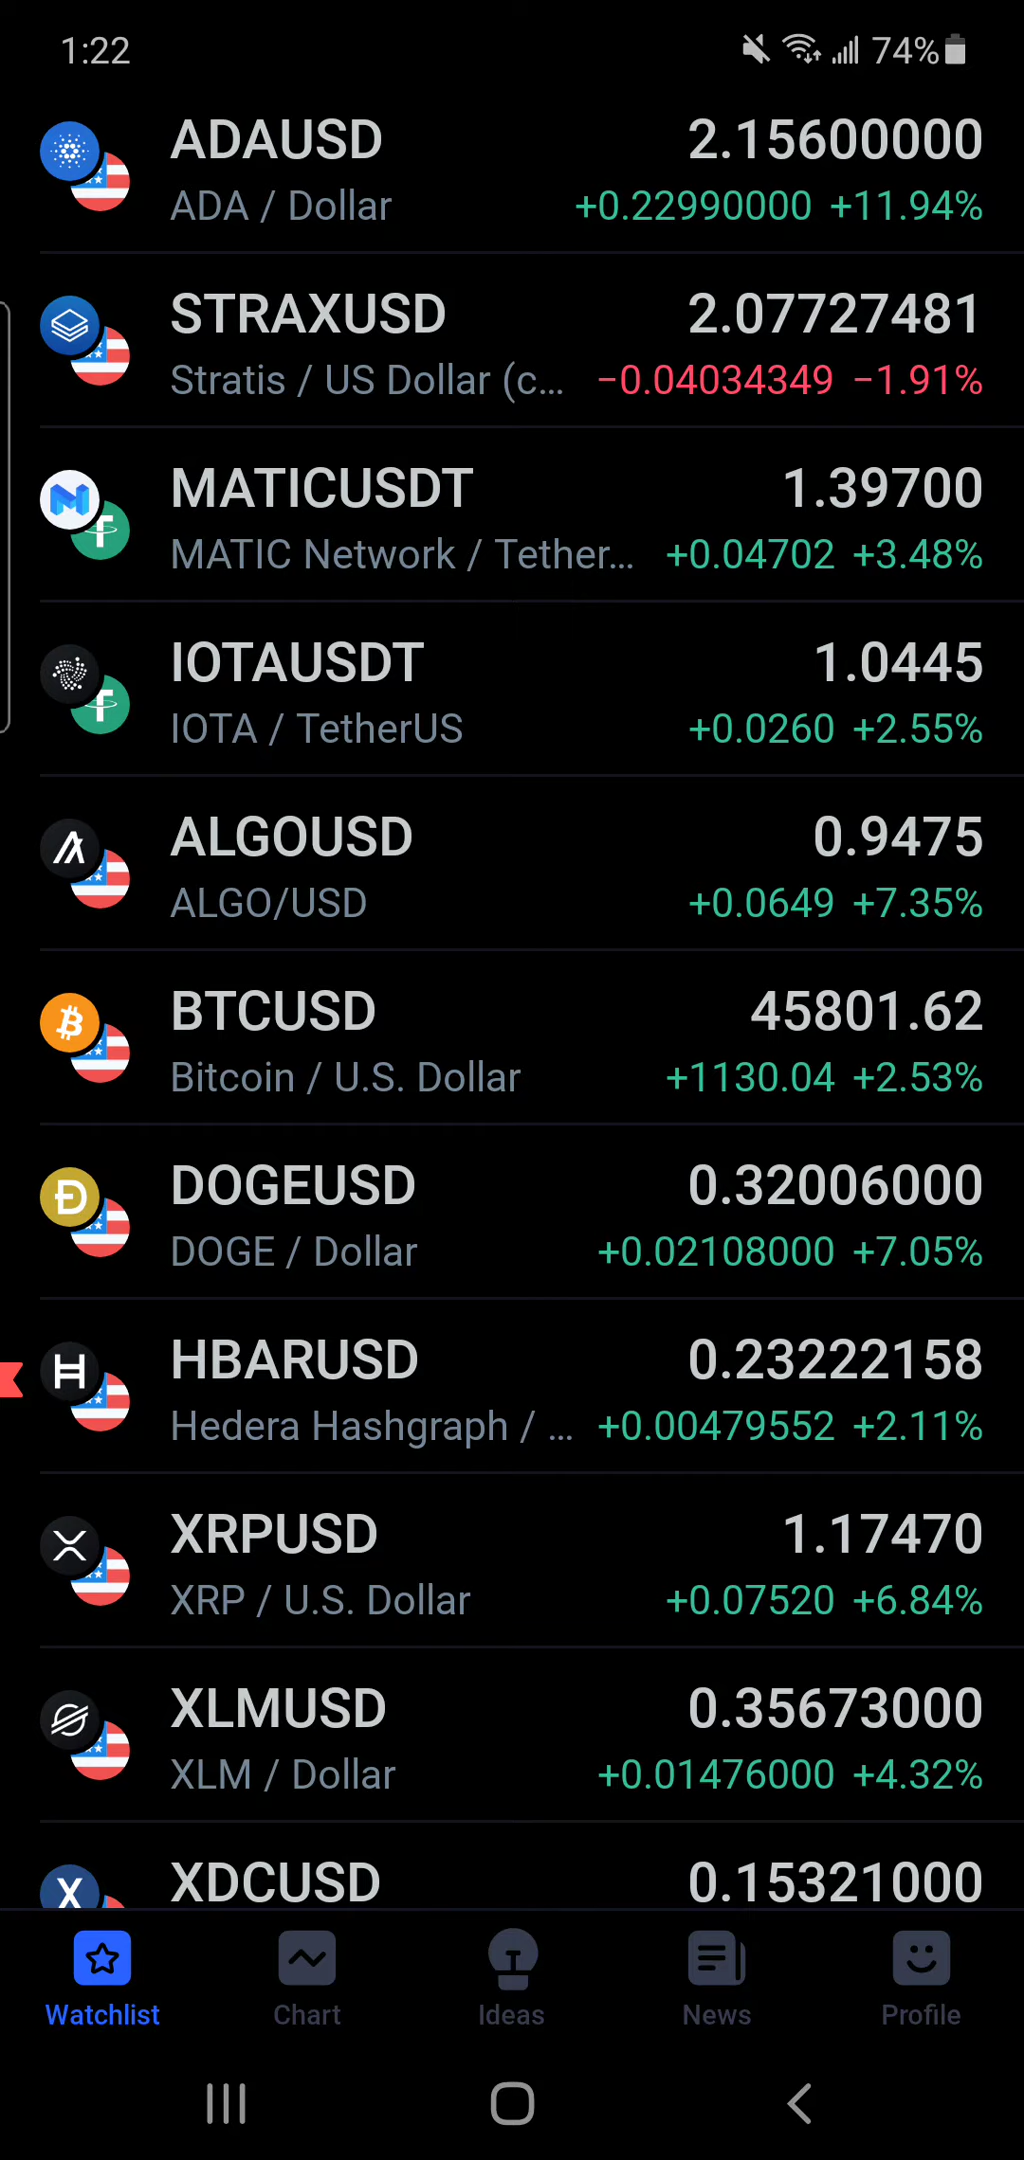 1:22 74%
ADAUSD 2.15600000
ADA / Dollar +0.22990000 +11.94%
STRAXUSD 2.07727481
Stratis / US Dollar (c... −0.04034349 −1.91%
MATICUSDT 1.39700
MATIC Network / Tether... +0.04702 +3.48%
IOTAUSDT 1.0445
IOTA / TetherUS +0.0260 +2.55%
ALGOUSD 0.9475
ALGO/USD +0.0649 +7.35%
BTCUSD 45801.62
Bitcoin / U.S. Dollar +1130.04 +2.53%
DOGEUSD 0.32006000
DOGE / Dollar +0.02108000 +7.05%
HBARUSD 0.23222158
Hedera Hashgraph / ... +0.00479552 +2.11%
XRPUSD 1.17470
XRP / U.S. Dollar +0.07520 +6.84%
XLMUSD 0.35673000
XLM / Dollar +0.01476000 +4.32%
XDCUSD 0.15321000
Watchlist Chart Ideas News Profile